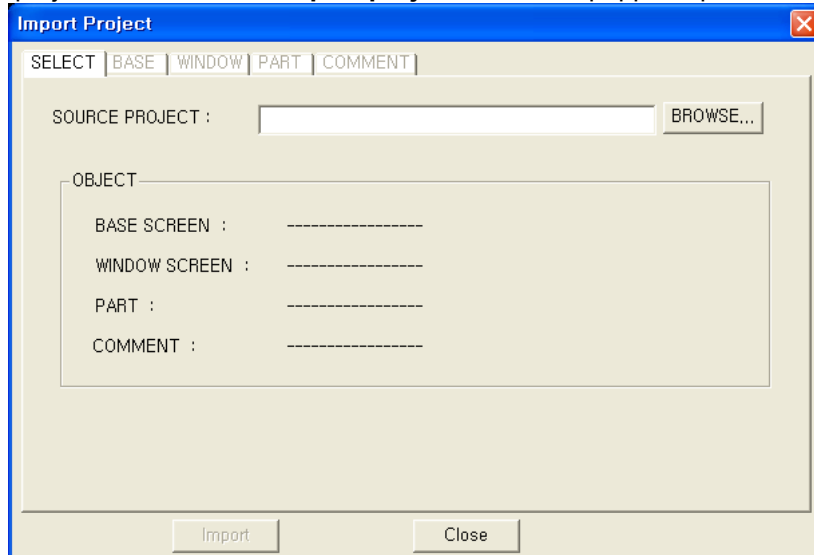 Import Project
SELECT BASE WINDOW PART COMMENT
SOURCE PROJECT : BROWSE...
OBJECT
BASE SCREEN : -----------------
WINDOW SCREEN : -----------------
PART : -----------------
COMMENT : -----------------
Import Close